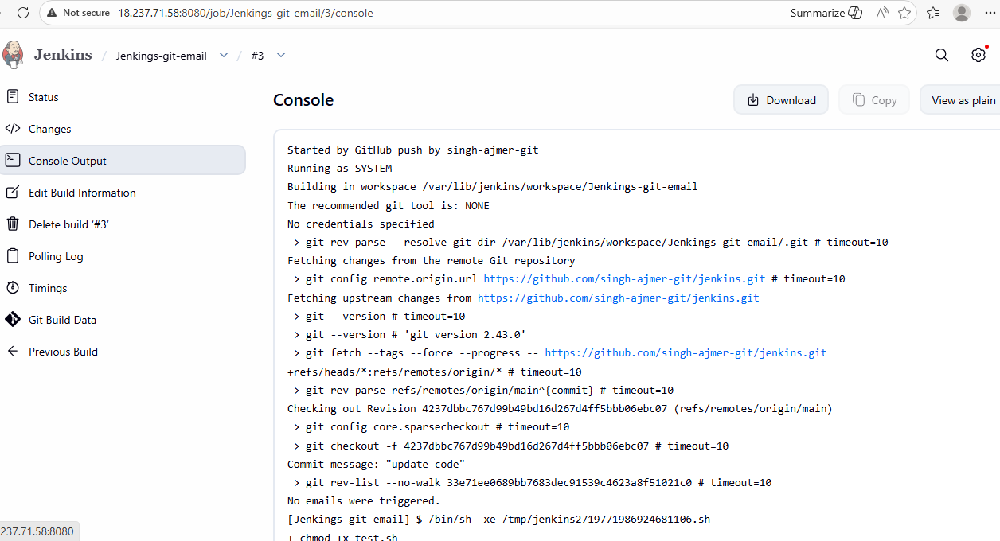 Not secure 18.237.71.58:8080/job/Jenkings-git-email/3/console Summarize
Jenkins / Jenkings-git-email / #3
Status
Changes
Console Output
Edit Build Information
Delete build ‘#3’
Polling Log
Timings
Git Build Data
Previous Build
Console
Download
Copy
View as plain
Started by GitHub push by singh-ajmer-git
Running as SYSTEM
Building in workspace /var/lib/jenkins/workspace/Jenkings-git-email
The recommended git tool is: NONE
No credentials specified
> git rev-parse --resolve-git-dir /var/lib/jenkins/workspace/Jenkings-git-email/.git # timeout=10
Fetching changes from the remote Git repository
> git config remote.origin.url https://github.com/singh-ajmer-git/jenkins.git # timeout=10
Fetching upstream changes from https://github.com/singh-ajmer-git/jenkins.git
> git --version # timeout=10
> git --version # 'git version 2.43.0'
> git fetch --tags --force --progress -- https://github.com/singh-ajmer-git/jenkins.git
+refs/heads/*:refs/remotes/origin/* # timeout=10
> git rev-parse refs/remotes/origin/main^{commit} # timeout=10
Checking out Revision 4237dbbc767d99b49bd16d267d4ff5bbb06ebc07 (refs/remotes/origin/main)
> git config core.sparsecheckout # timeout=10
> git checkout -f 4237dbbc767d99b49bd16d267d4ff5bbb06ebc07 # timeout=10
Commit message: "update code"
> git rev-list --no-walk 33e71ee0689bb7683dec91539c4623a8f51021c0 # timeout=10
No emails were triggered.
[Jenkings-git-email] $ /bin/sh -xe /tmp/jenkins2719771986924681106.sh
+ chmod +x test.sh
237.71.58:8080